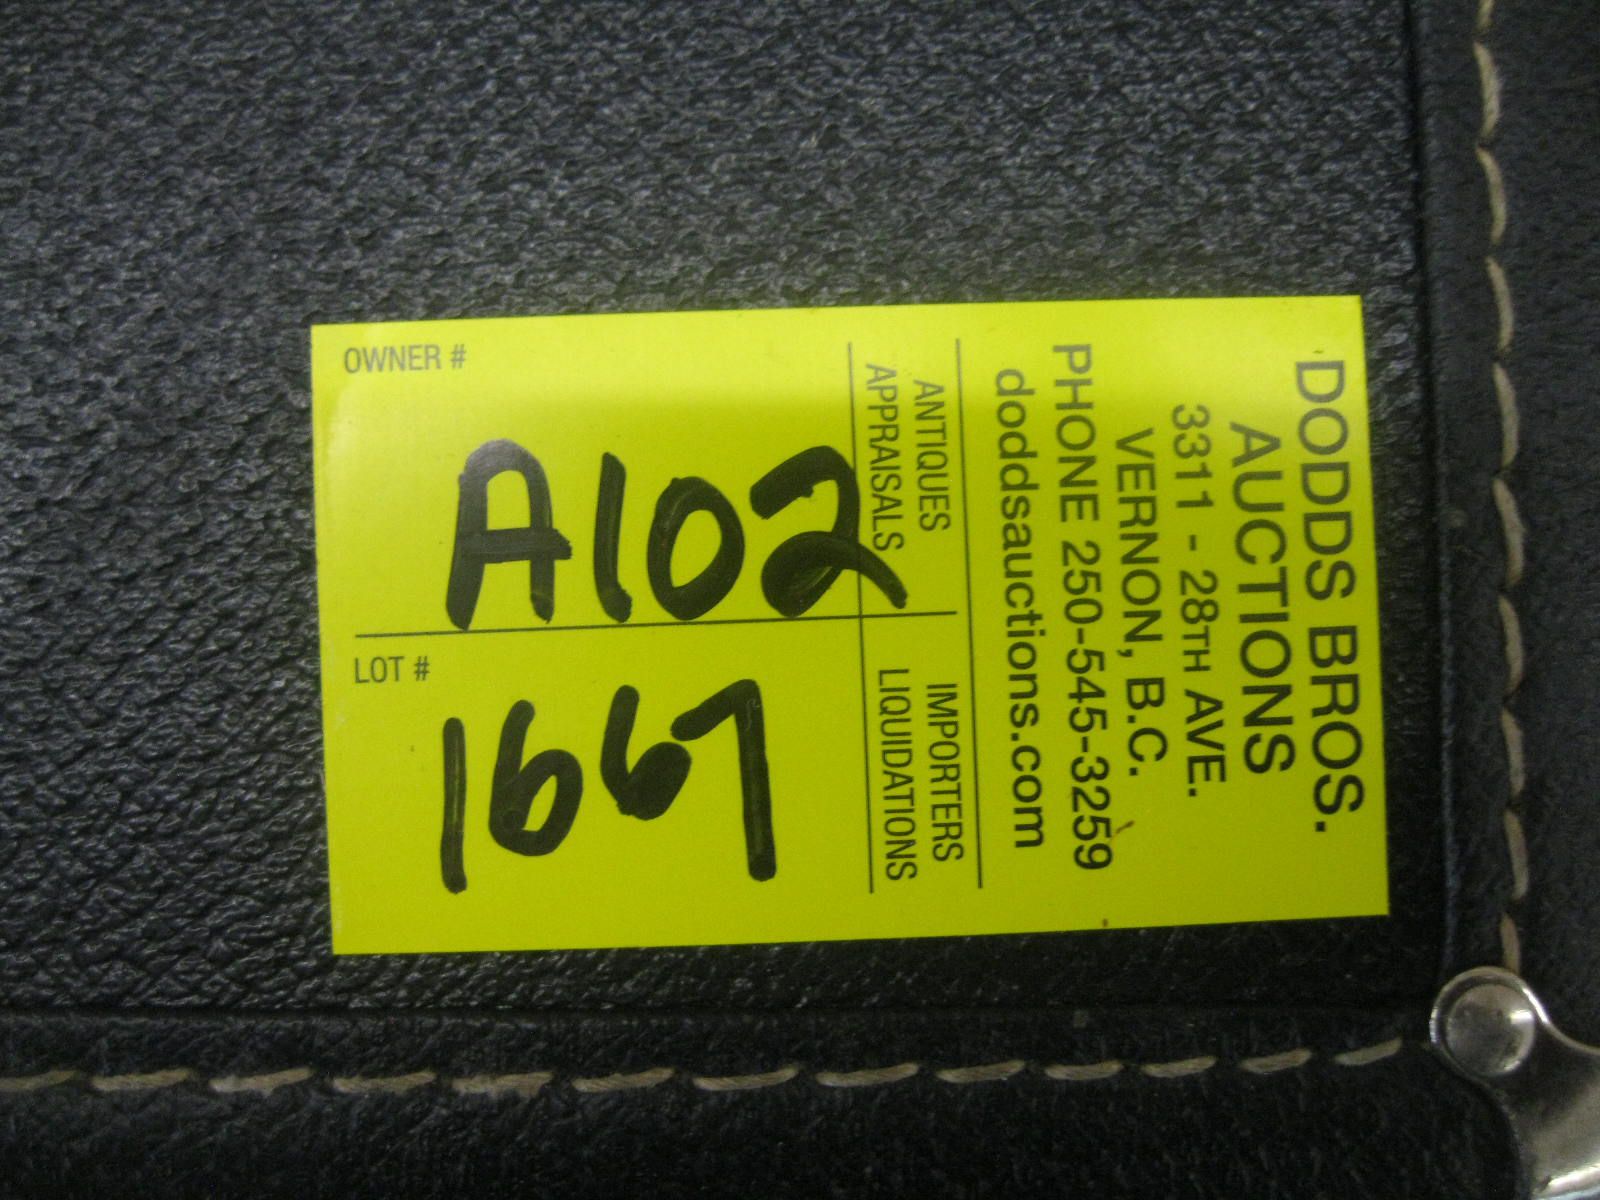 DODDS BROS.
AUCTIONS
3311 - 28TH AVE.
VERNON, B.C.
PHONE 250-545-3259
doddsauctions.com
ANTIQUES
APPRAISALS
IMPORTERS
LIQUIDATIONS
OWNER #
A102
LOT #
1667